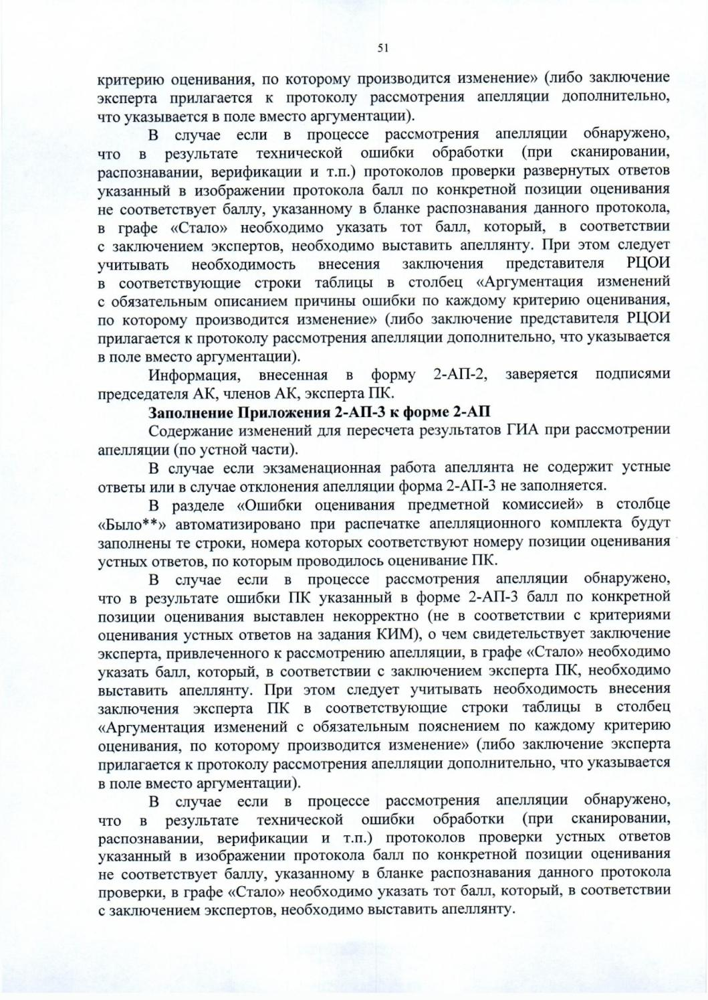 51
критерию оценивания, по которому производится изменение» (либо заключение
эксперта прилагается к протоколу рассмотрения апелляции дополнительно,
что указывается в поле вместо аргументации).
В случае если в процессе рассмотрения апелляции обнаружено,
что в результате технической ошибки обработки (при сканировании,
распознавании, верификации и т.п.) протоколов проверки развернутых ответов
указанный в изображении протокола балл по конкретной позиции оценивания
не соответствует баллу, указанному в бланке распознавания данного протокола,
в графе «Стало» необходимо указать тот балл, который, в соответствии
с заключением экспертов, необходимо выставить апеллянту. При этом следует
учитывать необходимость внесения заключения представителя РЦОИ
в соответствующие строки таблицы в столбец «Аргументация изменений
с обязательным описанием причины ошибки по каждому критерию оценивания,
по которому производится изменение» (либо заключение представителя РЦОИ
прилагается к протоколу рассмотрения апелляции дополнительно, что указывается
в поле вместо аргументации).
Информация, внесенная в форму 2-АП-2, заверяется подписями
председателя АК, членов АК, эксперта ПК.
Заполнение Приложения 2-АП-3 к форме 2-АП
Содержание изменений для пересчета результатов ГИА при рассмотрении
апелляции (по устной части).
В случае если экзаменационная работа апеллянта не содержит устные
ответы или в случае отклонения апелляции форма 2-АП-3 не заполняется.
В разделе «Ошибки оценивания предметной комиссией» в столбце
«Было**» автоматизировано при распечатке апелляционного комплекта будут
заполнены те строки, номера которых соответствуют номеру позиции оценивания
устных ответов, по которым проводилось оценивание ПК.
В случае если в процессе рассмотрения апелляции обнаружено,
что в результате ошибки ПК указанный в форме 2-АП-3 балл по конкретной
позиции оценивания выставлен некорректно (не в соответствии с критериями
оценивания устных ответов на задания КИМ), о чем свидетельствует заключение
эксперта, привлеченного к рассмотрению апелляции, в графе «Стало» необходимо
указать балл, который, в соответствии с заключением эксперта ПК, необходимо
выставить апеллянту. При этом следует учитывать необходимость внесения
заключения эксперта ПК в соответствующие строки таблицы в столбец
«Аргументация изменений с обязательным пояснением по каждому критерию
оценивания, по которому производится изменение» (либо заключение эксперта
прилагается к протоколу рассмотрения апелляции дополнительно, что указывается
в поле вместо аргументации).
В случае если в процессе рассмотрения апелляции обнаружено,
что в результате технической ошибки обработки (при сканировании,
распознавании, верификации и т.п.) протоколов проверки устных ответов
указанный в изображении протокола балл по конкретной позиции оценивания
не соответствует баллу, указанному в бланке распознавания данного протокола
проверки, в графе «Стало» необходимо указать тот балл, который, в соответствии
с заключением экспертов, необходимо выставить апеллянту.